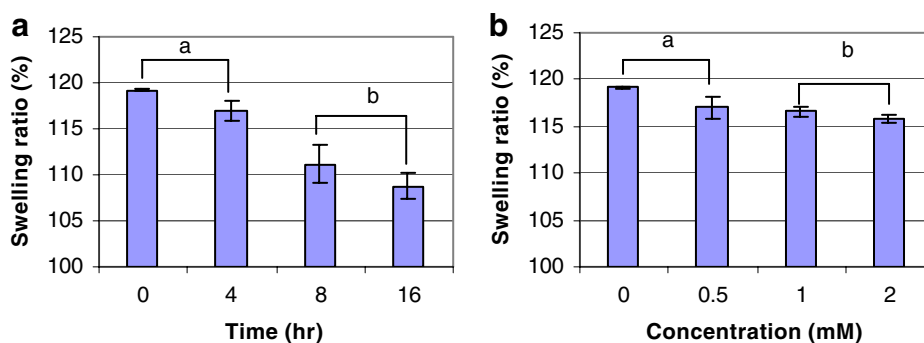 a
Swelling ratio (%)
125
120
115
110
105
100
a
b
0 4 8 16
Time (hr)
b
Swelling ratio (%)
125
120
115
110
105
100
a
b
0 0.5 1 2
Concentration (mM)